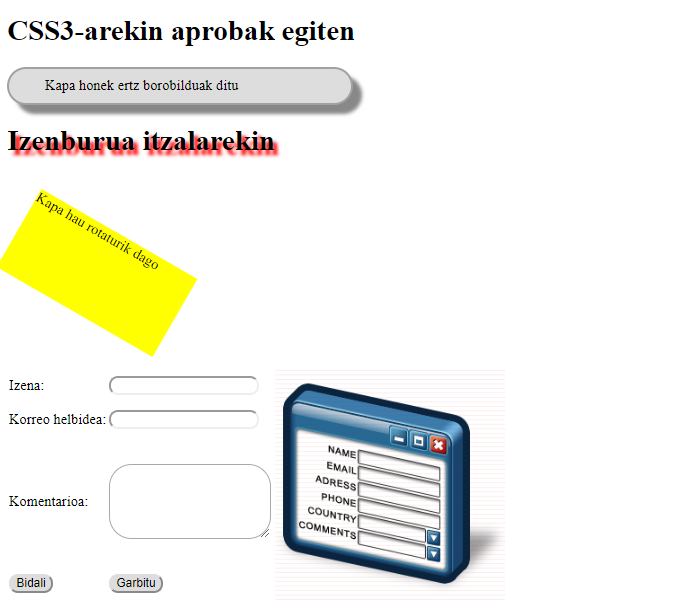 CSS3-arekin aprobak egiten
Kapa honek ertz borobilduak ditu
Izenburua itzalarekin
Kapa hau rotaturik dago
Izena:
Korreo helbidea:
Komentarioa:
Bidali Garbitu
NAME
EMAIL
ADRESS
PHONE
COUNTRY
COMMENTS